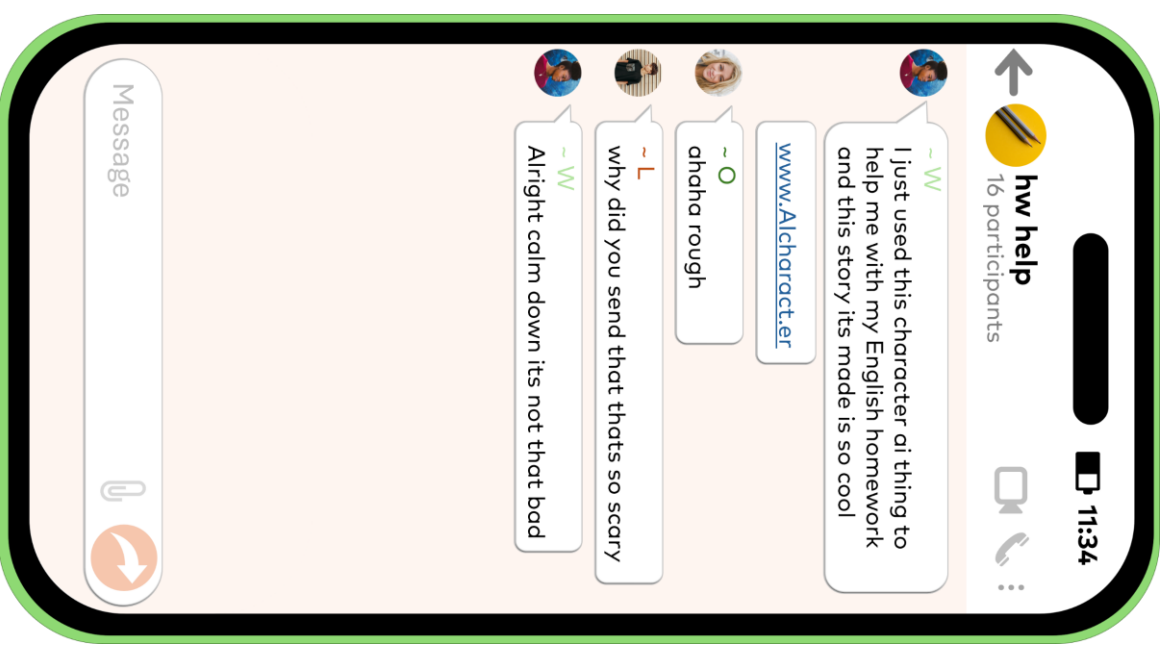 11:34
hw help
16 participants
~ W
I just used this character ai thing to
help me with my English homework
and this story its made is so cool
www.AIcharact.er
~ O
ahaha rough
~ L
why did you send that thats so scary
~ W
Alright calm down its not that bad
Message